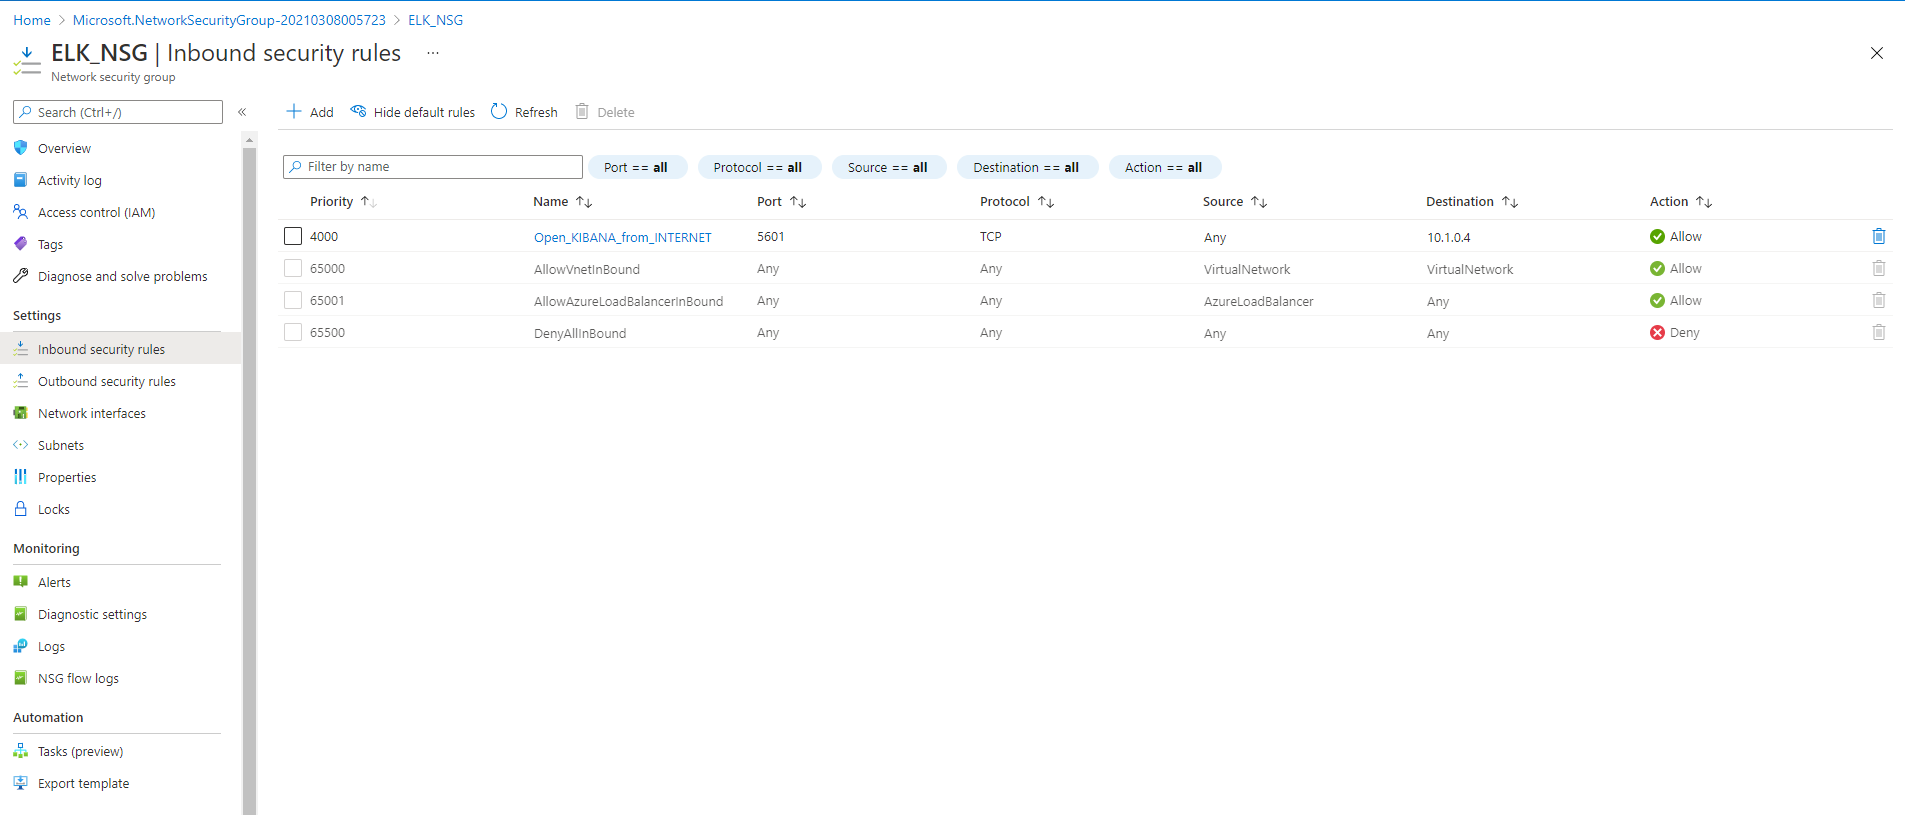 Home > Microsoft.NetworkSecurityGroup-20210308005723 > ELK_NSG
ELK_NSG | Inbound security rules ...
Network security group
Search (Ctrl+/) «
Overview
Activity log
Access control (IAM)
Tags
Diagnose and solve problems
Settings
Inbound security rules
Outbound security rules
Network interfaces
Subnets
Properties
Locks
Monitoring
Alerts
Diagnostic settings
Logs
NSG flow logs
Automation
Tasks (preview)
Export template
Add Hide default rules Refresh Delete
Filter by name Port == all Protocol == all Source == all Destination == all Action == all
Priority ↑↓ Name ↑↓ Port ↑↓ Protocol ↑↓ Source ↑↓ Destination ↑↓ Action ↑↓
4000 Open_KIBANA_from_INTERNET 5601 TCP Any 10.1.0.4 Allow
65000 AllowVnetInBound Any Any VirtualNetwork VirtualNetwork Allow
65001 AllowAzureLoadBalancerInBound Any Any AzureLoadBalancer Any Allow
65500 DenyAllInBound Any Any Any Any Deny